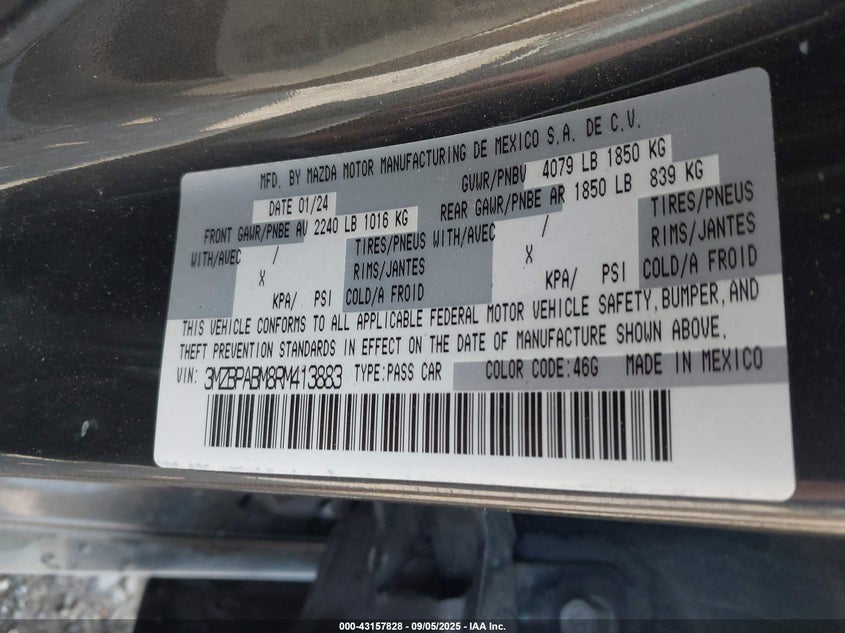 MFD. BY MAZDA MOTOR MANUFACTURING DE MEXICO S.A. DE C.V.
DATE 01/24 GVWR/PNBV 4079 LB 1850 KG
FRONT GAWR/PNBE AV 2240 LB 1016 KG REAR GAWR/PNBE AR 1850 LB 839 KG
WITH/AVEC / TIRES/PNEUS WITH/AVEC / TIRES/PNEUS
X RIMS/JANTES X RIMS/JANTES
KPA/ PSI COLD/A FROID KPA/ PSI COLD/A FROID
THIS VEHICLE CONFORMS TO ALL APPLICABLE FEDERAL MOTOR VEHICLE SAFETY, BUMPER, AND
THEFT PREVENTION STANDARDS IN EFFECT ON THE DATE OF MANUFACTURE SHOWN ABOVE.
VIN: 3MZBPABM8RM413883 TYPE:PASS CAR COLOR CODE:46G MADE IN MEXICO
000-43157828 - 09/05/2025 - IAA Inc.